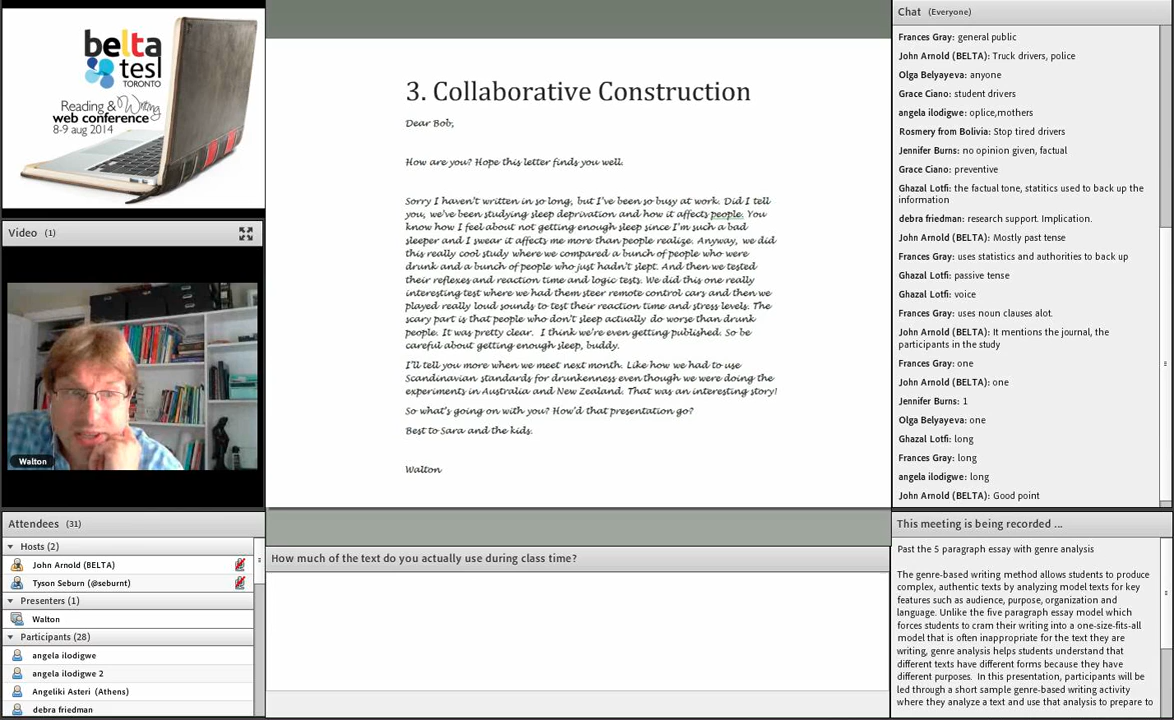 belta
tesl
TORONTO
Reading & Writing
web conference
8-9 aug 2014
Video (1)
Walton
Attendees (31)
Hosts (2)
John Arnold (BELTA)
Tyson Seburn (@seburnt)
Presenters (1)
Walton
Participants (28)
angela ilodigwe
angela ilodigwe 2
Angeliki Asteri (Athens)
debra friedman
3. Collaborative Construction
Dear Bob,
How are you? Hope this letter finds you well.
Sorry I haven't written in so long, but I've been so busy at work. Did I tell
you, we've been studying sleep deprivation and how it affects people. You
know how I feel about not getting enough sleep since I'm such a bad
sleeper and I swear it affects me more than people realize. Anyway, we did
this really cool study where we compared a bunch of people who were
drunk and a bunch of people who just hadn't slept. And then we tested
their reflexes and reaction time and logic tests. We did this one really
interesting test where we had them steer remote control cars and then we
played really loud sounds to test their reaction time and stress levels. The
scary part is that people who don't sleep actually do worse than drunk
people. It was pretty clear. I think we're even getting published. So be
careful about getting enough sleep, buddy.
I'll tell you more when we meet next month. Like how we had to use
Scandinavian standards for drunkenness even though we were doing the
experiments in Australia and New Zealand. That was an interesting story!
So what's going on with you? How'd that presentation go?
Best to Sara and the kids.
Walton
How much of the text do you actually use during class time?
Chat (Everyone)
Frances Gray: general public
John Arnold (BELTA): Truck drivers, police
Olga Belyayeva: anyone
Grace Ciano: student drivers
angela ilodigwe: oplice,mothers
Rosmery from Bolivia: Stop tired drivers
Jennifer Burns: no opinion given, factual
Grace Ciano: preventive
Ghazal Lotfi: the factual tone, statitics used to back up the
information
debra friedman: research support. Implication.
John Arnold (BELTA): Mostly past tense
Frances Gray: uses statistics and authorities to back up
Ghazal Lotfi: passive tense
Ghazal Lotfi: voice
Frances Gray: uses noun clauses alot.
John Arnold (BELTA): It mentions the journal, the
participants in the study
Frances Gray: one
John Arnold (BELTA): one
Jennifer Burns: 1
Olga Belyayeva: one
Ghazal Lotfi: long
Frances Gray: long
angela ilodigwe: long
John Arnold (BELTA): Good point
This meeting is being recorded ...
Past the 5 paragraph essay with genre analysis
The genre-based writing method allows students to produce
complex, authentic texts by analyzing model texts for key
features such as audience, purpose, organization and
language. Unlike the five paragraph essay model which
forces students to cram their writing into a one-size-fits-all
model that is often inappropriate for the text they are
writing, genre analysis helps students understand that
different texts have different forms because they have
different purposes. In this presentation, participants will be
led through a short sample genre-based writing activity
where they analyze a text and use that analysis to prepare to